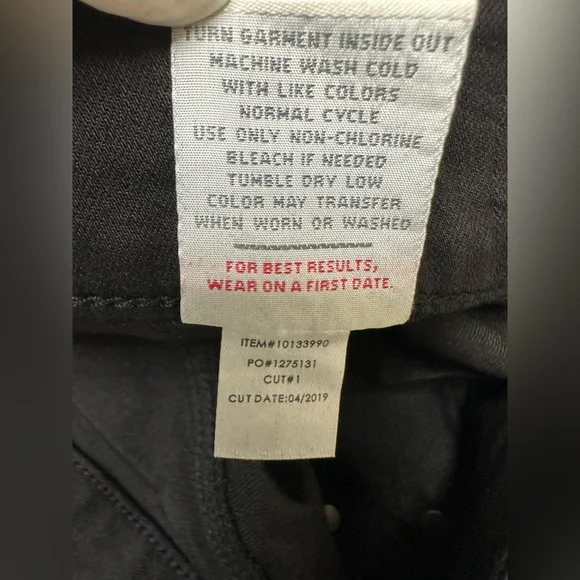 TURN GARMENT INSIDE OUT
MACHINE WASH COLD
WITH LIKE COLORS
NORMAL CYCLE
USE ONLY NON-CHLORINE
BLEACH IF NEEDED
TUMBLE DRY LOW
COLOR MAY TRANSFER
WHEN WORN OR WASHED
FOR BEST RESULTS,
WEAR ON A FIRST DATE.
ITEM#10133990
PO#1275131
CUT#1
CUT DATE:04/2019